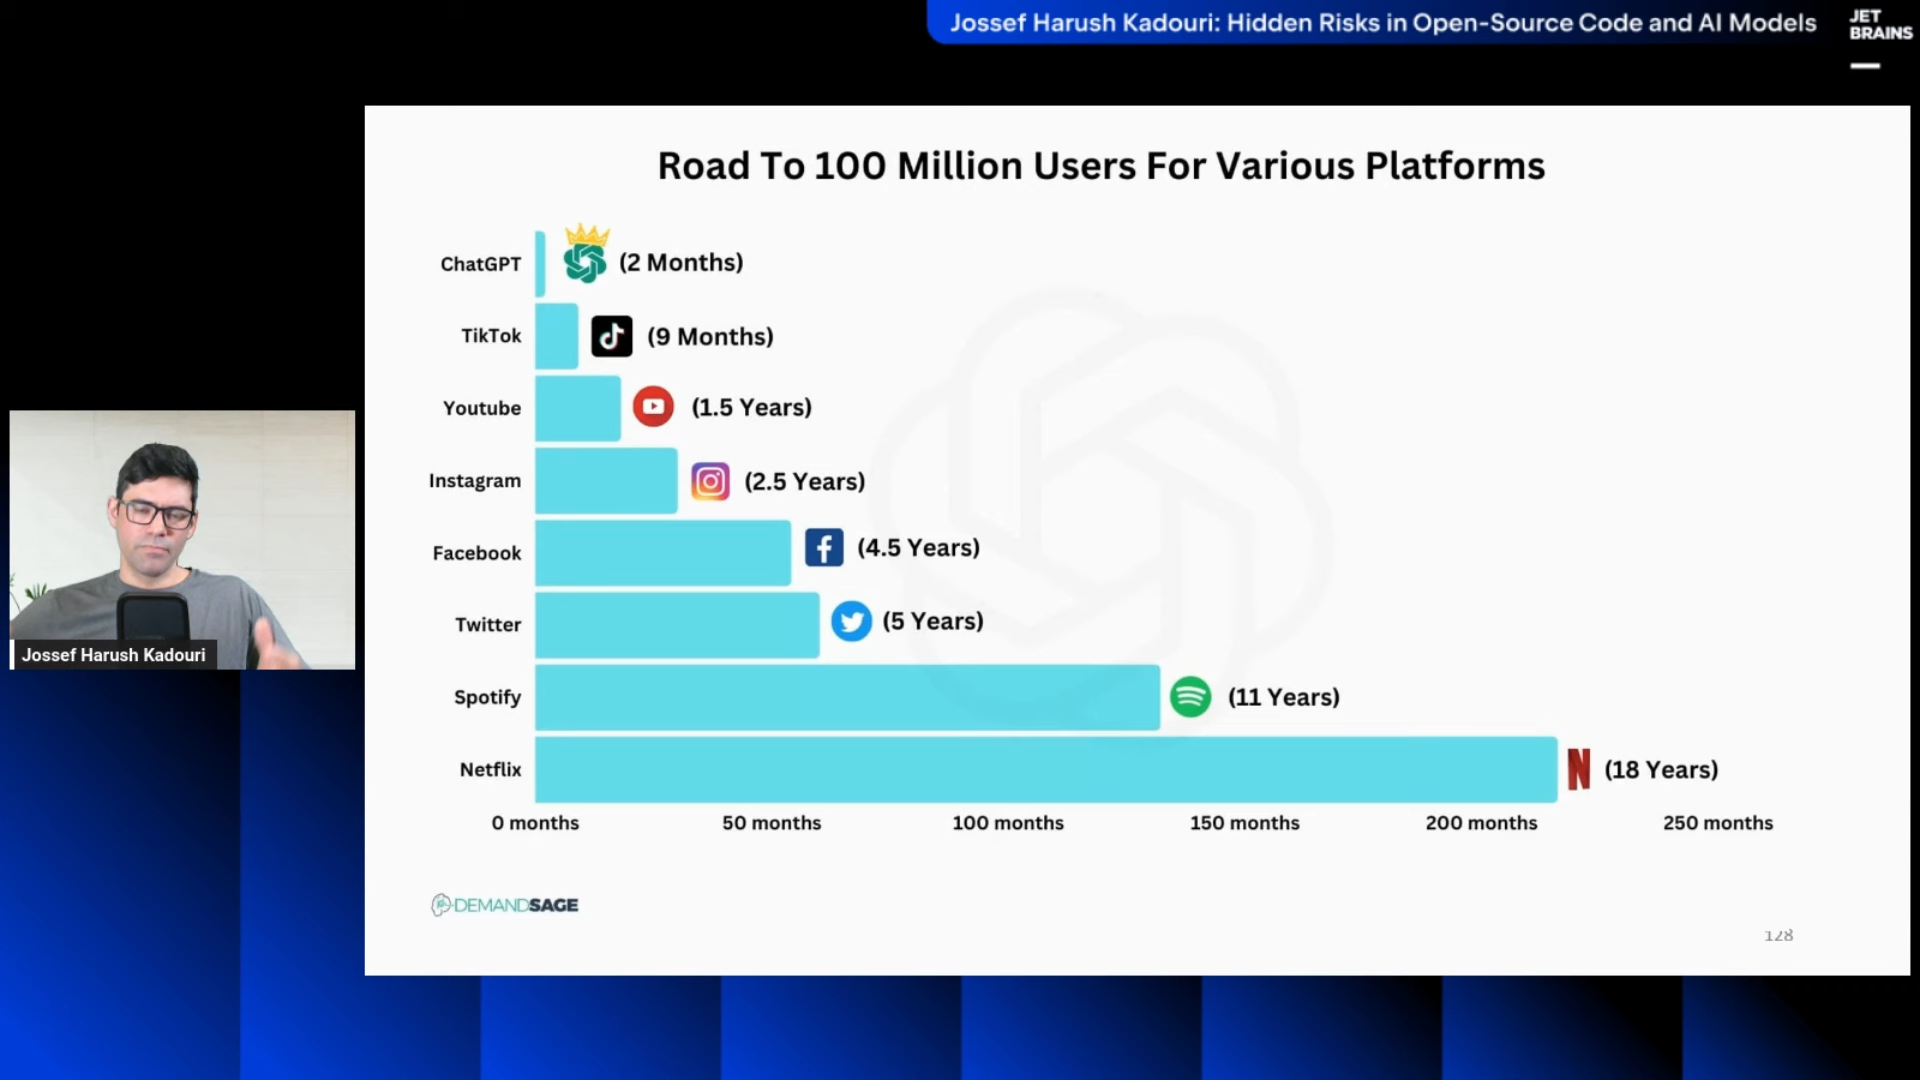 Jossef Harush Kadouri: Hidden Risks in Open-Source Code and AI Models
JET
BRAINS
Road To 100 Million Users For Various Platforms
ChatGPT (2 Months)
TikTok (9 Months)
Youtube (1.5 Years)
Instagram (2.5 Years)
Facebook (4.5 Years)
Twitter (5 Years)
Spotify (11 Years)
Netflix N (18 Years)
0 months 50 months 100 months 150 months 200 months 250 months
DEMANDSAGE
128
Jossef Harush Kadouri